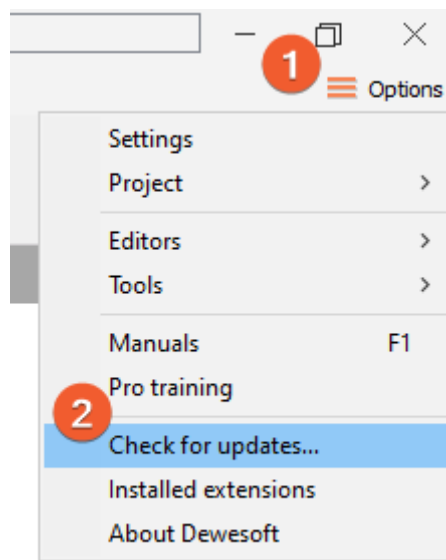 1
Options
Settings
Project
Editors
Tools
Manuals F1
Pro training
2
Check for updates...
Installed extensions
About Dewesoft